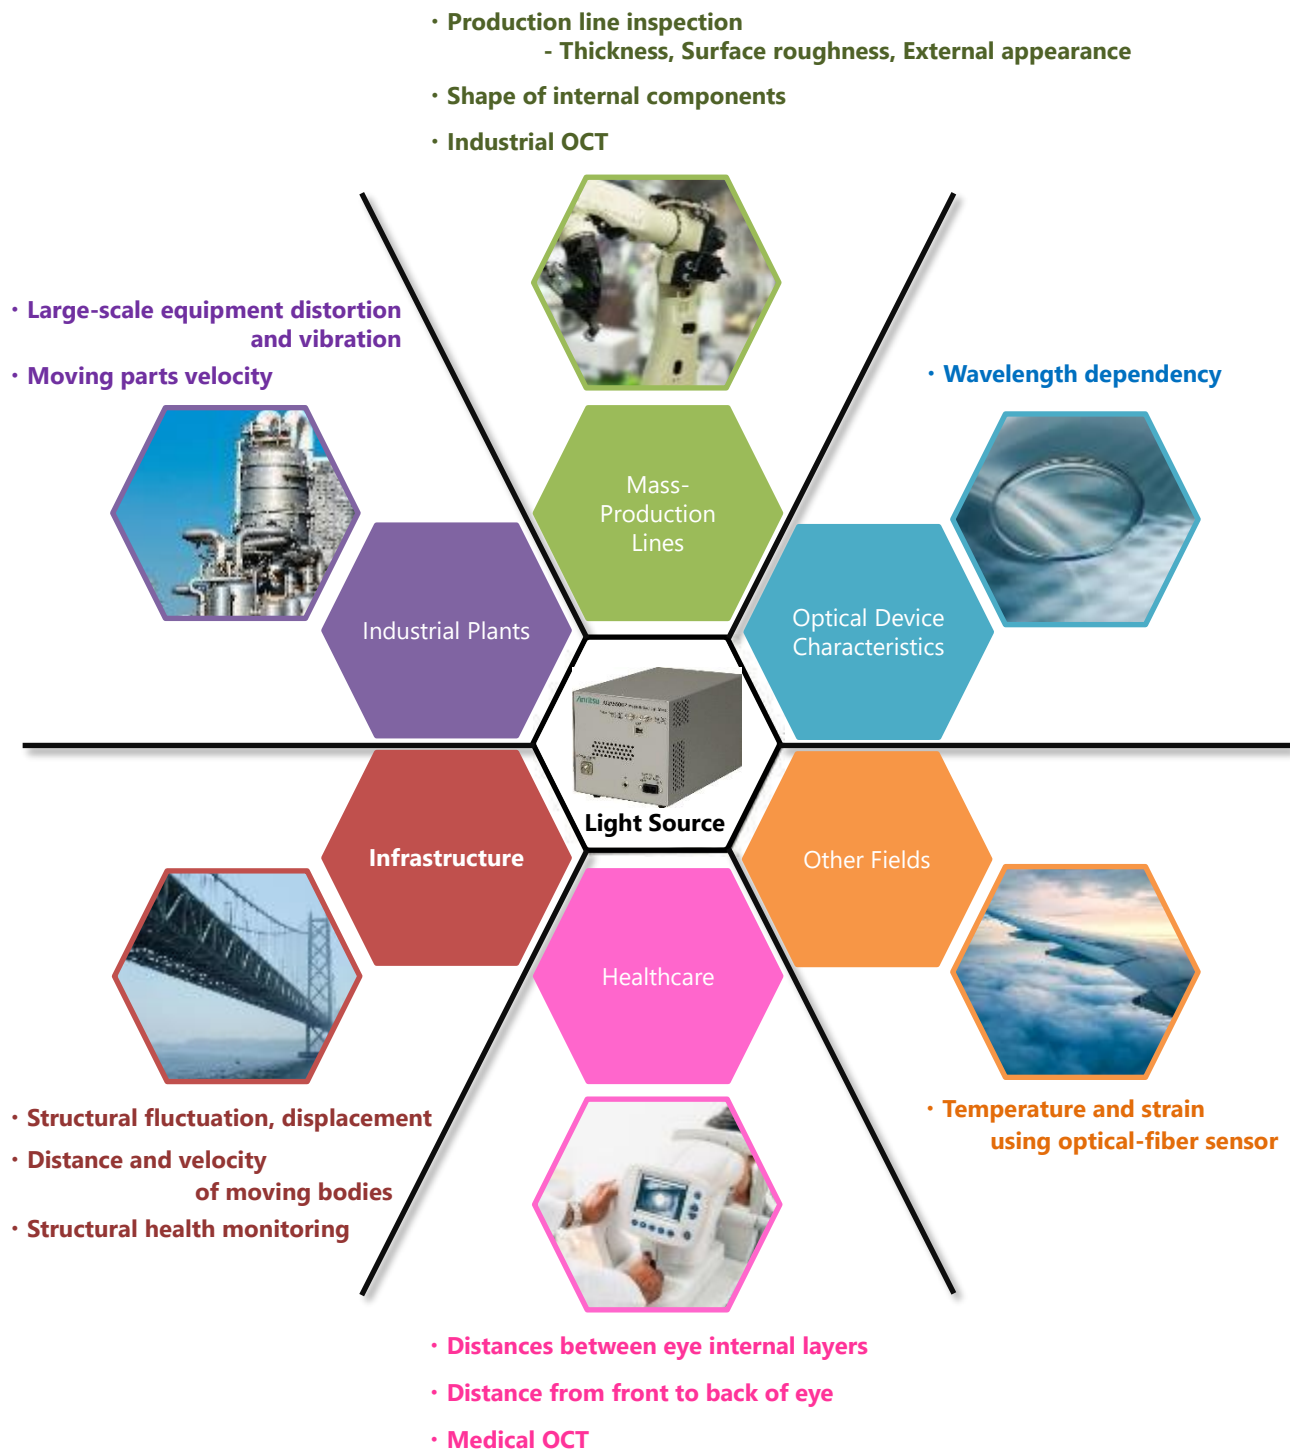 ・Production line inspection
- Thickness, Surface roughness, External appearance
・Shape of internal components
・Industrial OCT
・Large-scale equipment distortion
and vibration
・Moving parts velocity
・Wavelength dependency
Mass-
Production
Lines
Industrial Plants
Optical Device
Characteristics
Anritsu
Light Source
Infrastructure
Other Fields
Healthcare
・Structural fluctuation, displacement
・Distance and velocity
of moving bodies
・Structural health monitoring
・Temperature and strain
using optical-fiber sensor
・Distances between eye internal layers
・Distance from front to back of eye
・Medical OCT